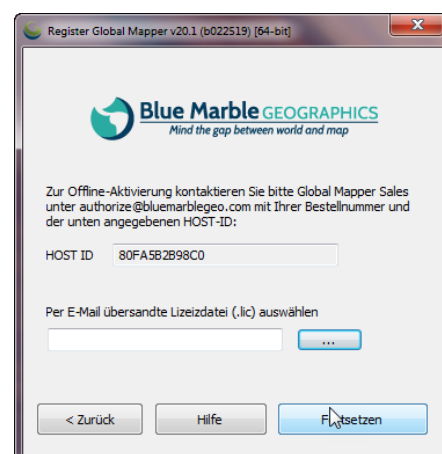 Register Global Mapper v20.1 (b022519) [64-bit]
Blue Marble GEOGRAPHICS
Mind the gap between world and map
Zur Offline-Aktivierung kontaktieren Sie bitte Global Mapper Sales
unter authorize@bluemarblegeo.com mit Ihrer Bestellnummer und
der unten angegebenen HOST-ID:
HOST ID 80FA5B2B98C0
Per E-Mail übersandte Lizeizdatei (.lic) auswählen
...
< Zurück Hilfe Fortsetzen